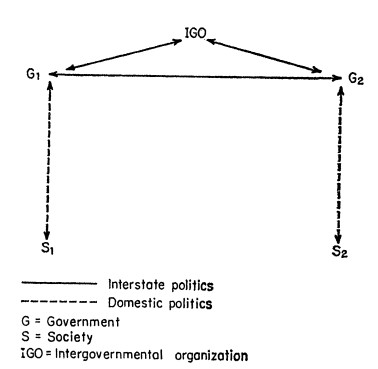 IGO
G1 G2
S1 S2
Interstate politics
Domestic politics
G = Government
S = Society
IGO = Intergovernmental organization